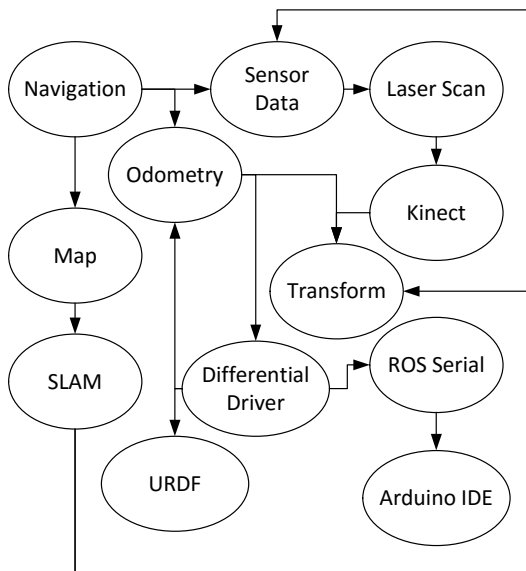 Navigation
Sensor
Data
Laser Scan
Odometry
Kinect
Map
Transform
SLAM
Differential
Driver
ROS Serial
URDF
Arduino IDE